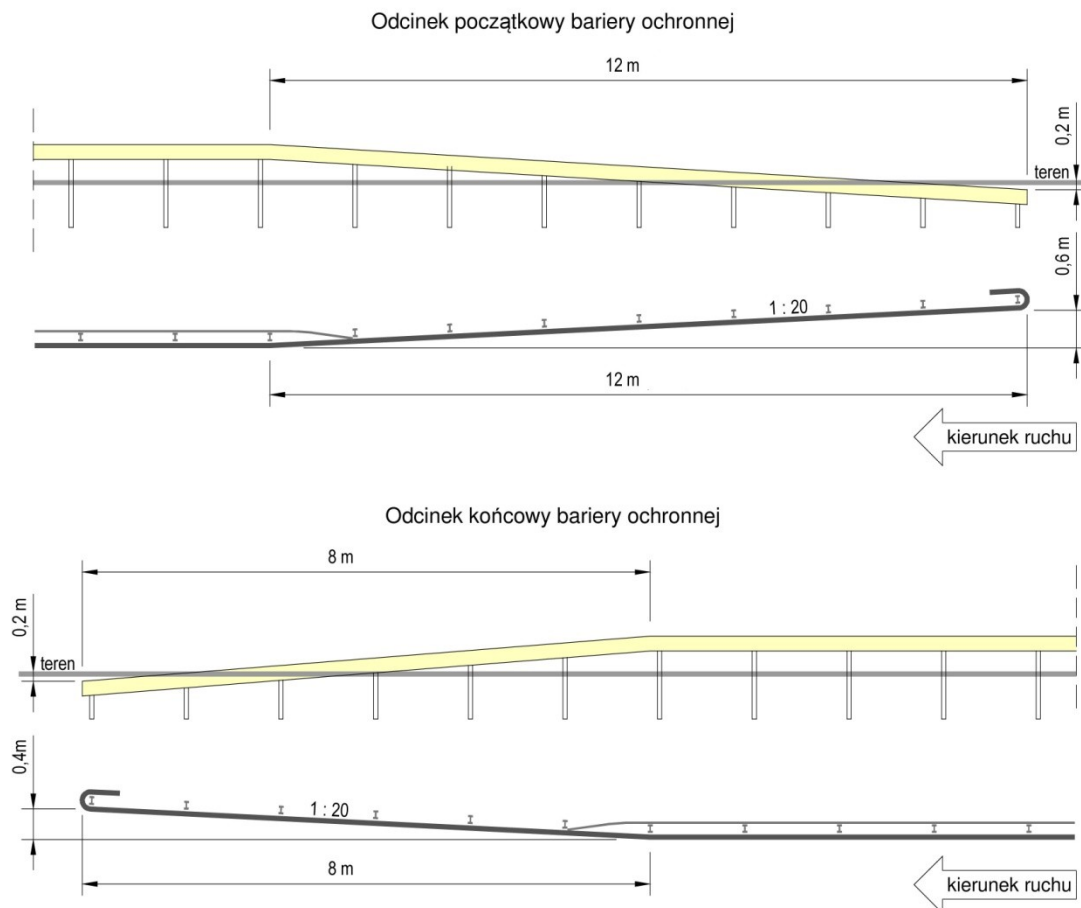 Odcinek początkowy bariery ochronnej
12 m
0,2 m
teren
0,6 m
1 : 20
12 m
kierunek ruchu
Odcinek końcowy bariery ochronnej
8 m
0,2 m
teren
0,4m
1 : 20
8 m
kierunek ruchu